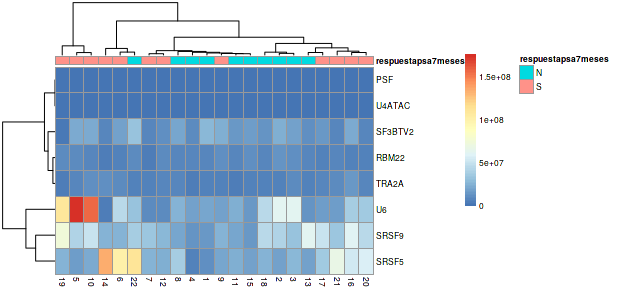 respuestapsa7meses
respuestapsa7meses
N
S
1.5e+08
1e+08
5e+07
0
PSF
U4ATAC
SF3BTV2
RBM22
TRA2A
U6
SRSF9
SRSF5
19 5 10 14 6 22 7 12 8 4 1 9 11 15 18 2 3 13 17 21 16 20